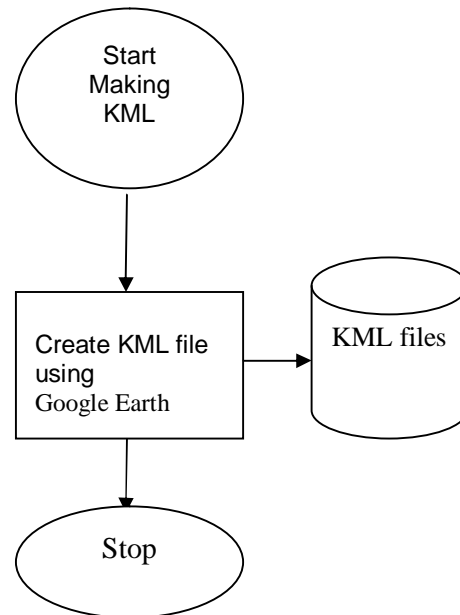 Start
Making
KML
Create KML file
using
Google Earth
KML files
Stop